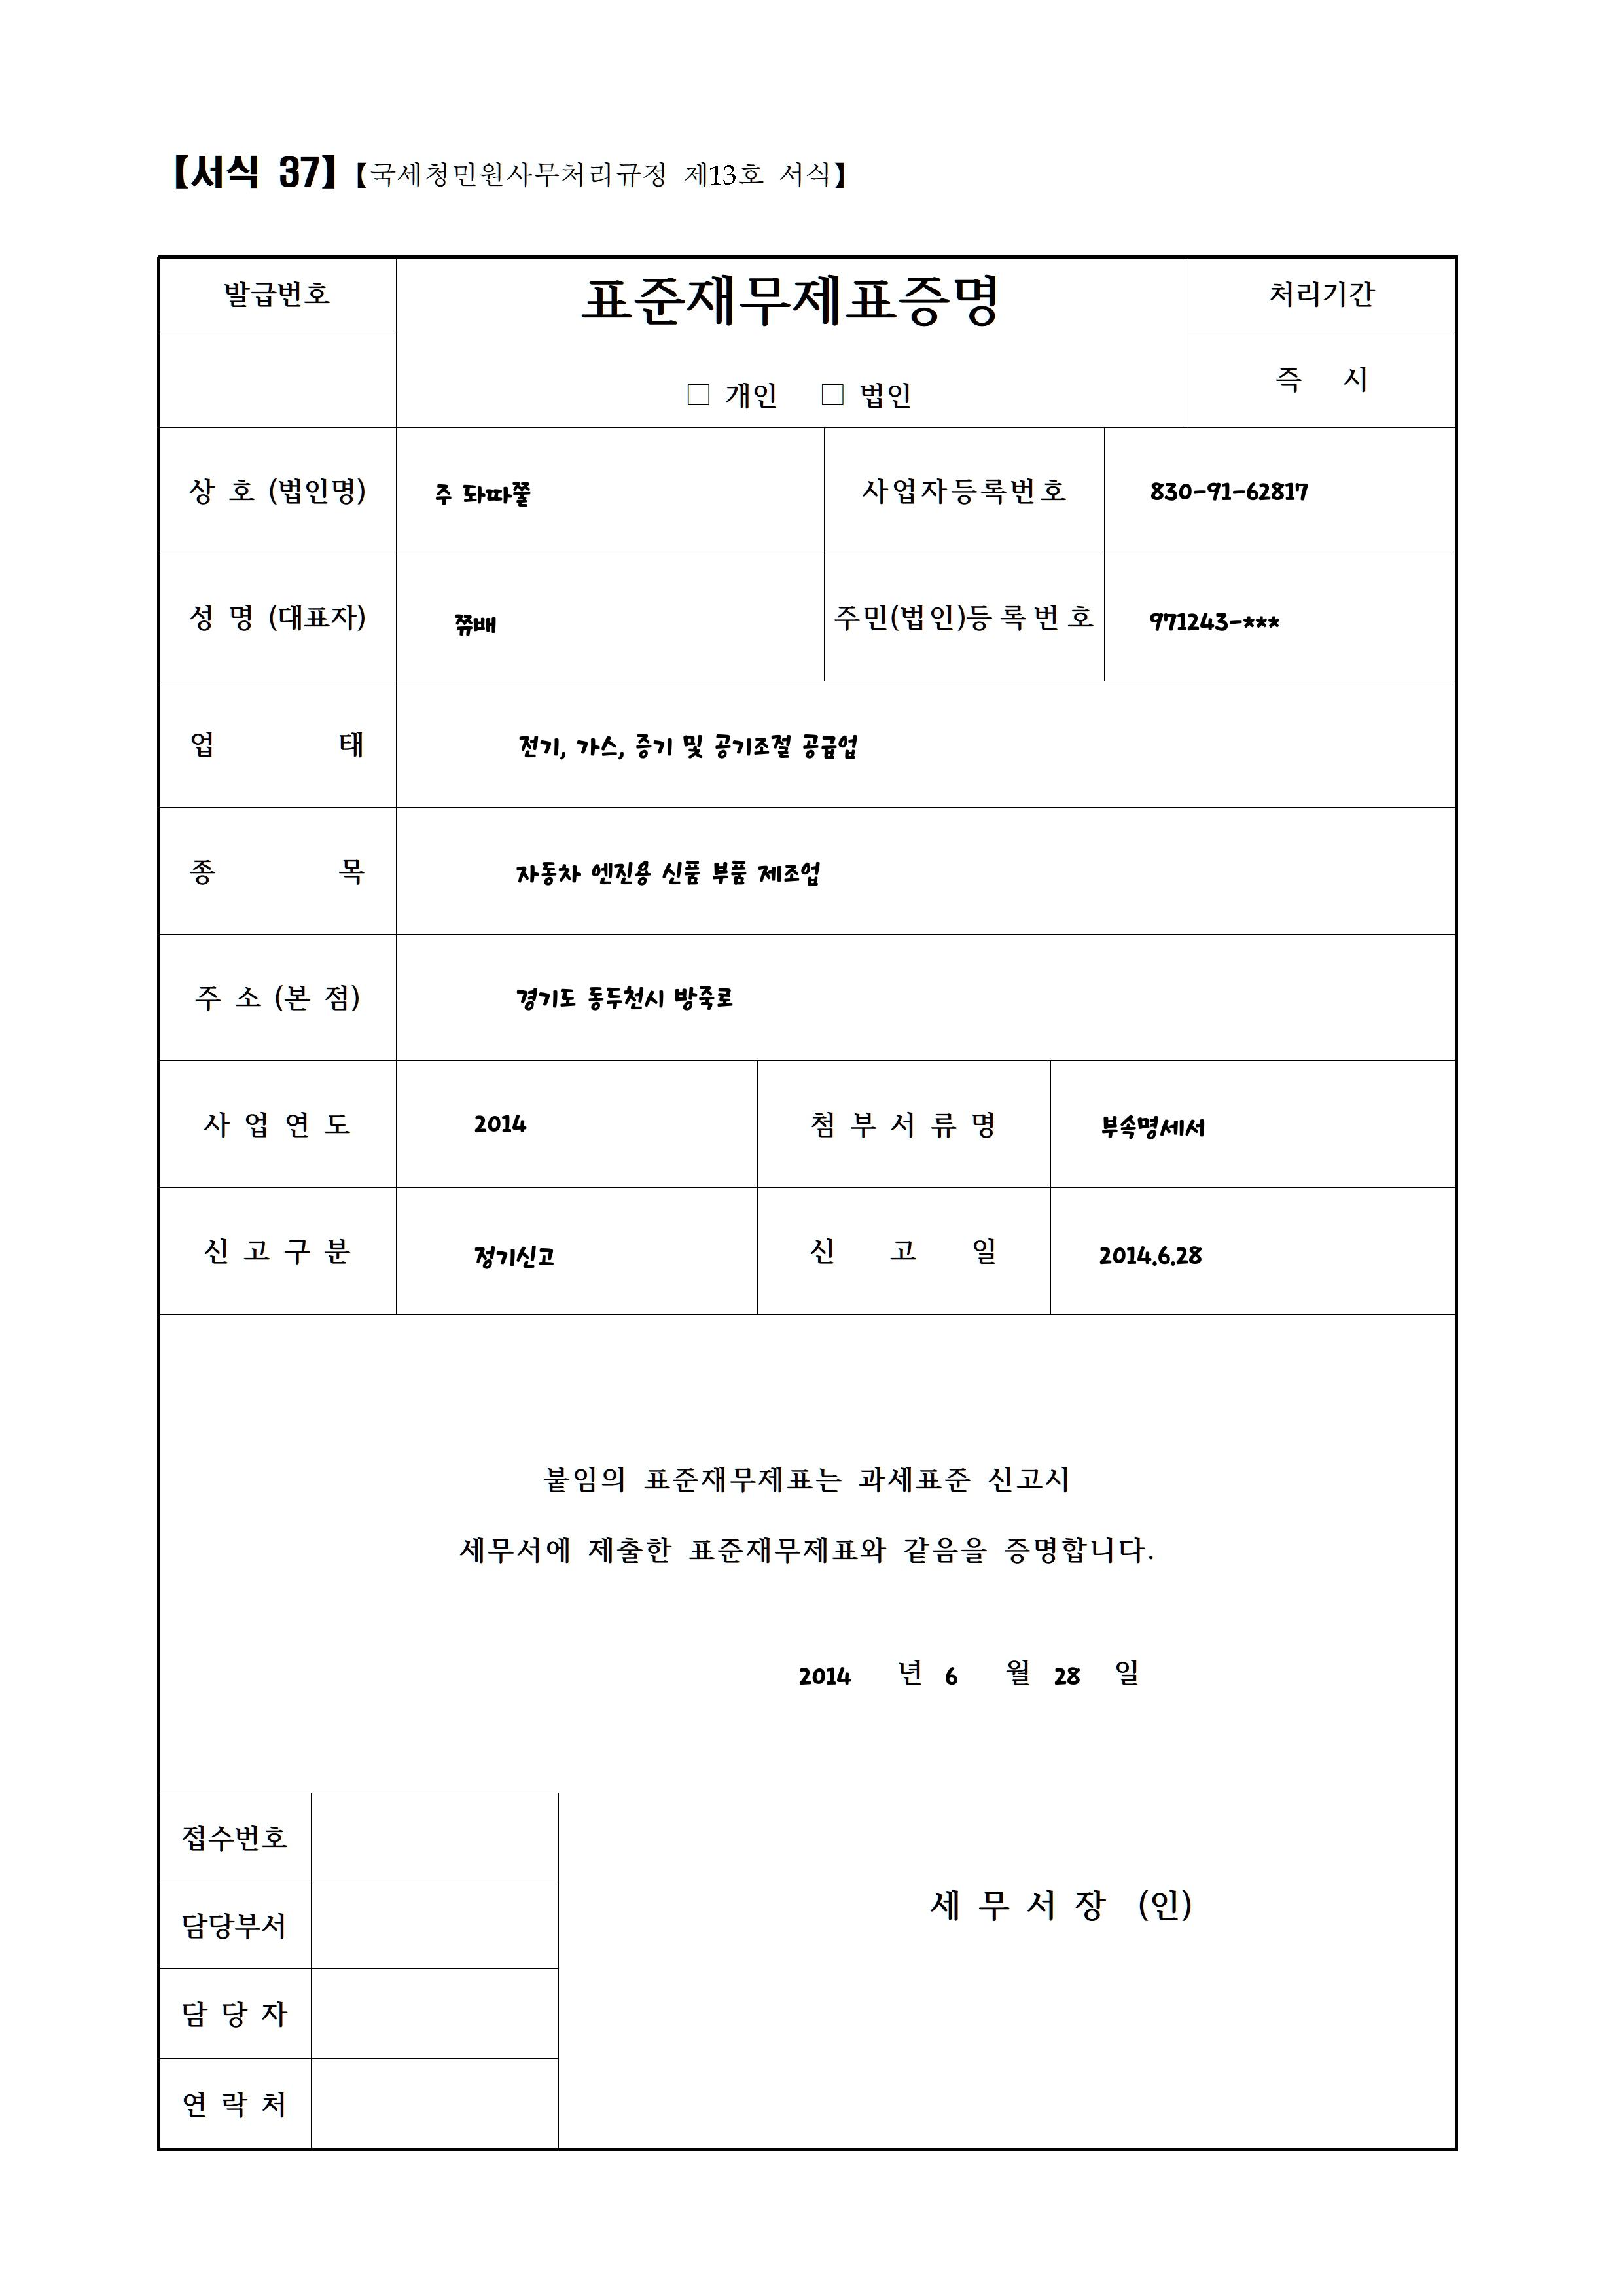 【서식 37】【국세청민원사무처리규정 제13호 서식】
발급번호
표준재무제표증명
처리기간
□ 개인 □ 법인
즉 시
상 호 (법인명) 주 돠따쭐 사업자등록번호 830-91-62817
성 명 (대표자) 쮸배 주민(법인)등록번호 971243-***
업 태 전기, 가스, 증기 및 공기조절 공급업
종 목 자동차 엔진용 신품 부품 제조업
주 소 (본 점) 경기도 동두천시 방죽로
사 업 연 도 2014 첨 부 서 류 명 부속명세서
신 고 구 분 정기신고 신 고 일 2014.6.28
붙임의 표준재무제표는 과세표준 신고시
세무서에 제출한 표준재무제표와 같음을 증명합니다.
2014 년 6 월 28 일
접수번호
담당부서
세 무 서 장 (인)
담 당 자
연 락 처